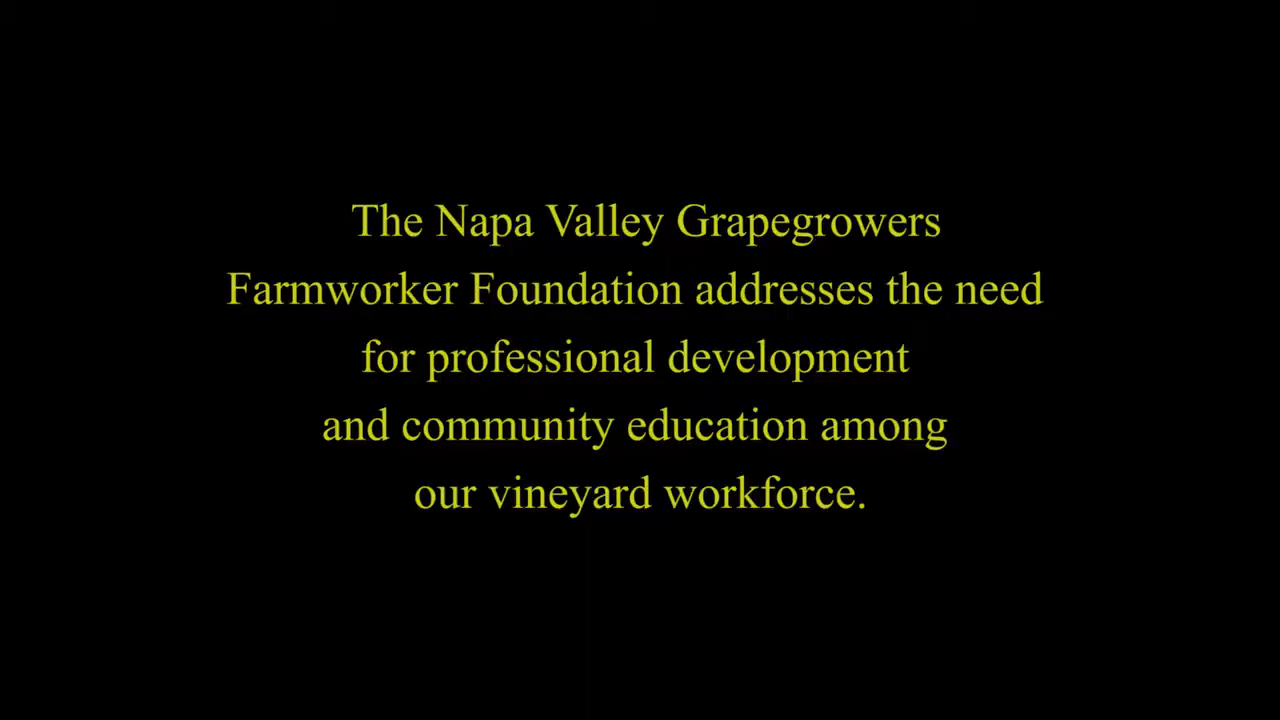 The Napa Valley Grapegrowers
Farmworker Foundation addresses the need
for professional development
and community education among
our vineyard workforce.